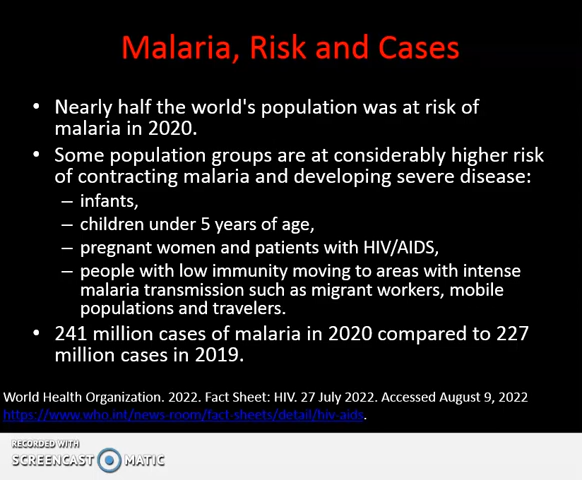 Malaria, Risk and Cases
• Nearly half the world's population was at risk of
malaria in 2020.
• Some population groups are at considerably higher risk
of contracting malaria and developing severe disease:
– infants,
– children under 5 years of age,
– pregnant women and patients with HIV/AIDS,
– people with low immunity moving to areas with intense
malaria transmission such as migrant workers, mobile
populations and travelers.
• 241 million cases of malaria in 2020 compared to 227
million cases in 2019.
World Health Organization. 2022. Fact Sheet: HIV. 27 July 2022. Accessed August 9, 2022
https://www.who.int/news-room/fact-sheets/detail/hiv-aids.
RECORDED WITH
SCREENCAST MATIC